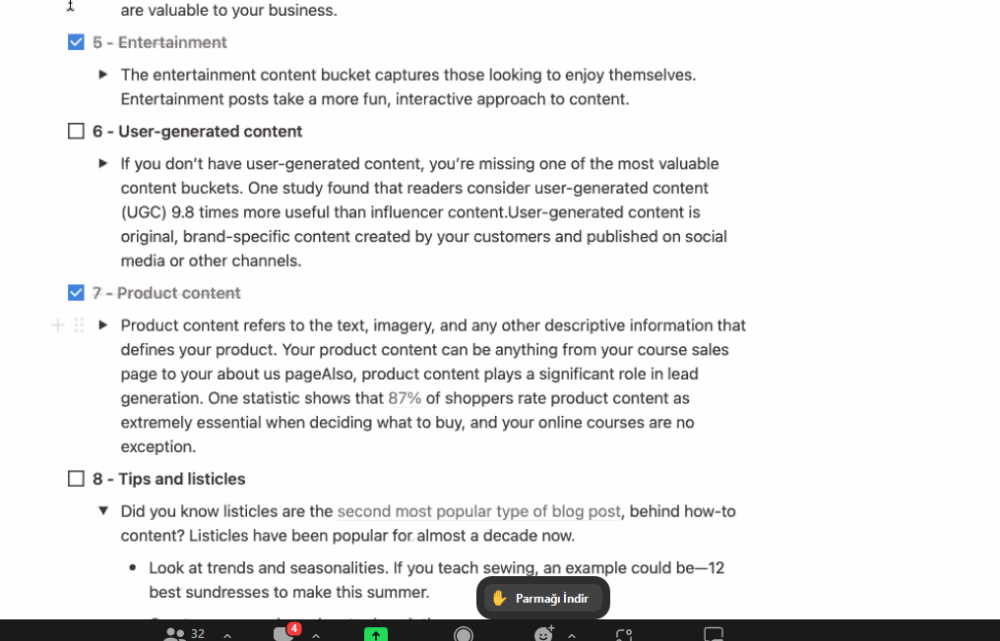 are valuable to your business.
5 - Entertainment
The entertainment content bucket captures those looking to enjoy themselves.
Entertainment posts take a more fun, interactive approach to content.
6 - User-generated content
If you don't have user-generated content, you're missing one of the most valuable
content buckets. One study found that readers consider user-generated content
(UGC) 9.8 times more useful than influencer content.User-generated content is
original, brand-specific content created by your customers and published on social
media or other channels.
7 - Product content
Product content refers to the text, imagery, and any other descriptive information that
defines your product. Your product content can be anything from your course sales
page to your about us pageAlso, product content plays a significant role in lead
generation. One statistic shows that 87% of shoppers rate product content as
extremely essential when deciding what to buy, and your online courses are no
exception.
8 - Tips and listicles
Did you know listicles are the second most popular type of blog post, behind how-to
content? Listicles have been popular for almost a decade now.
Look at trends and seasonalities. If you teach sewing, an example could be—12
best sundresses to make this summer.
Parmağı İndir
32
4